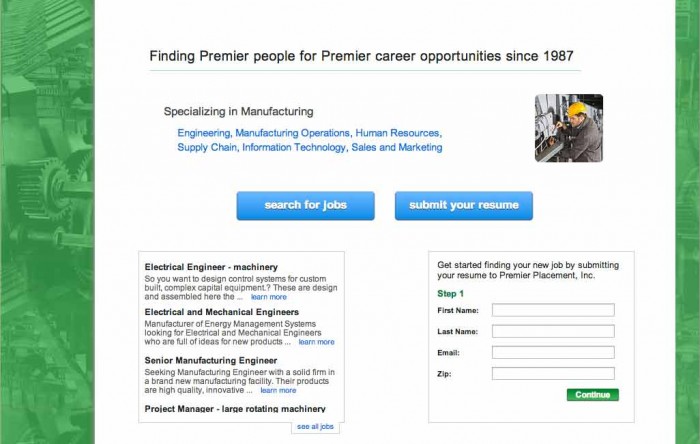 Finding Premier people for Premier career opportunities since 1987
Specializing in Manufacturing
Engineering, Manufacturing Operations, Human Resources,
Supply Chain, Information Technology, Sales and Marketing
search for jobs
submit your resume
Electrical Engineer - machinery
So you want to design control systems for custom
built, complex capital equipment.? These are design
and assembled here the ... learn more
Electrical and Mechanical Engineers
Manufacturer of Energy Management Systems
looking for Electrical and Mechanical Engineers
who are full of ideas for new products ... learn more
Senior Manufacturing Engineer
Seeking Manufacturing Engineer with a solid firm in
a brand new manufacturing facility. Their products
are high quality, innovative ... learn more
Project Manager - large rotating machinery
see all jobs
Get started finding your new job by submitting
your resume to Premier Placement, Inc.
Step 1
First Name:
Last Name:
Email:
Zip:
Continue